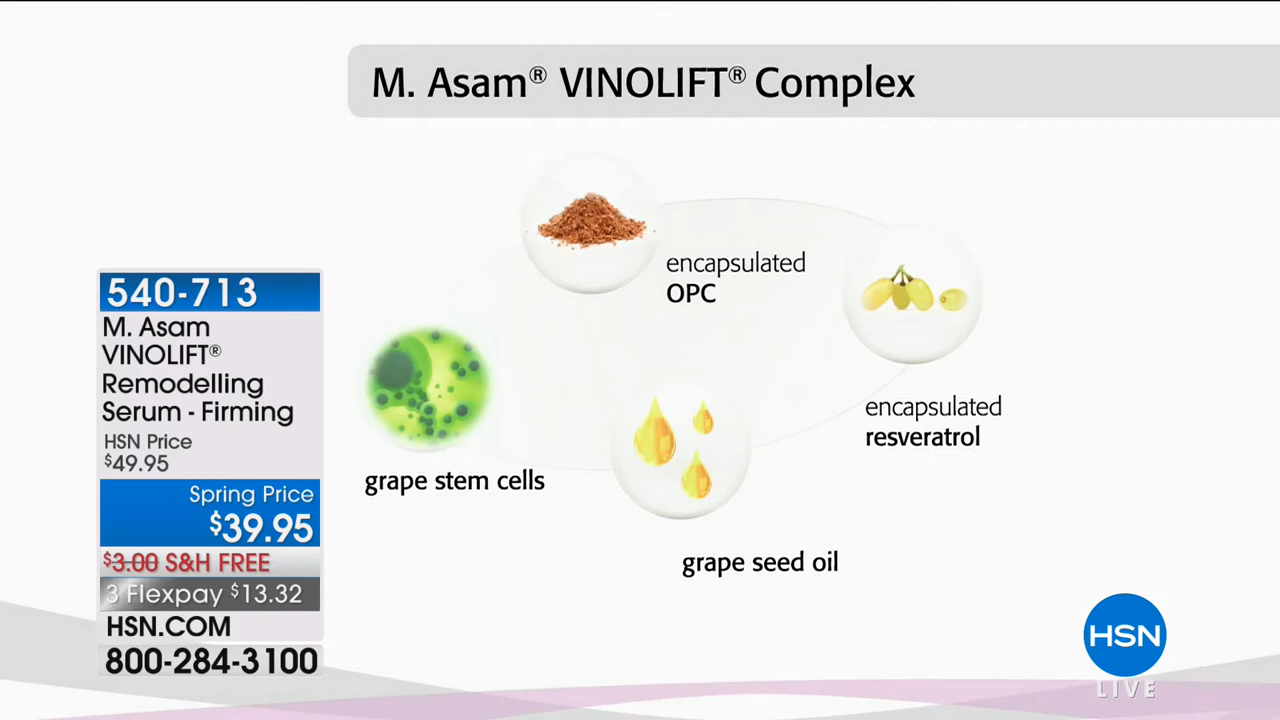 M. Asam® VINOLIFT® Complex
encapsulated
OPC
encapsulated
resveratrol
grape stem cells
grape seed oil
540-713
M. Asam
VINOLIFT®
Remodelling
Serum - Firming
HSN Price
$49.95
Spring Price
$39.95
$3.00 S&H FREE
3 Flexpay $13.32
HSN.COM
800-284-3100
HSN
LIVE